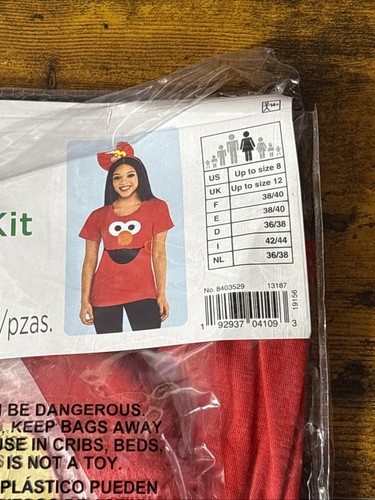 14+
Kit
US Up to size 8
UK Up to size 12
F 38/40
E 38/40
D 36/38
I 42/44
NL 36/38
/pzas.
No. 8403529 13187
1 92937 04109 3
19156
BE DANGEROUS.
KEEP BAGS AWAY
USE IN CRIBS, BEDS,
IS NOT A TOY.
PLÁSTICO PUEDEN